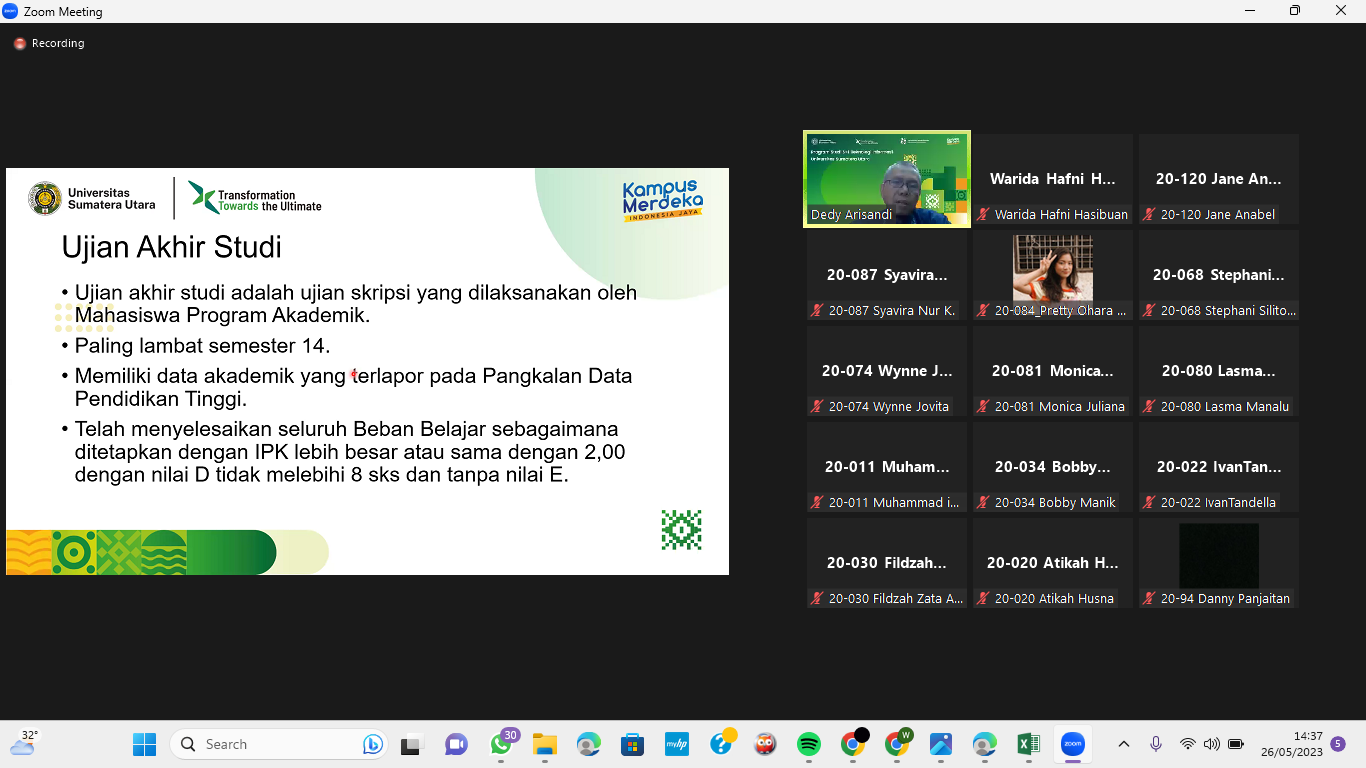 Zoom Meeting
Recording
Universitas
Sumatera Utara
Transformation
Towards the Ultimate
Kampus
Merdeka
INDONESIA JAYA
Ujian Akhir Studi
• Ujian akhir studi adalah ujian skripsi yang dilaksanakan oleh
Mahasiswa Program Akademik.
• Paling lambat semester 14.
• Memiliki data akademik yang terlapor pada Pangkalan Data
Pendidikan Tinggi.
• Telah menyelesaikan seluruh Beban Belajar sebagaimana
ditetapkan dengan IPK lebih besar atau sama dengan 2,00
dengan nilai D tidak melebihi 8 sks dan tanpa nilai E.
Universitas Sumatera Utara
Dedy Arisandi
Warida Hafni H...
Warida Hafni Hasibuan
20-120 Jane An...
20-120 Jane Anabel
20-087 Syavira...
20-087 Syavira Nur K.
20-084_Pretty Ohara ...
20-068 Stephani...
20-068 Stephani Silito...
20-074 Wynne J...
20-074 Wynne Jovita
20-081 Monica...
20-081 Monica Juliana
20-080 Lasma...
20-080 Lasma Manalu
20-011 Muham...
20-011 Muhammad i...
20-034 Bobby...
20-034 Bobby Manik
20-022 IvanTan...
20-022 IvanTandella
20-030 Fildzah...
20-030 Fildzah Zata A...
20-020 Atikah H...
20-020 Atikah Husna
20-94 Danny Panjaitan
32°
Search
30
myhp
W
zoom
14:37
26/05/2023
5